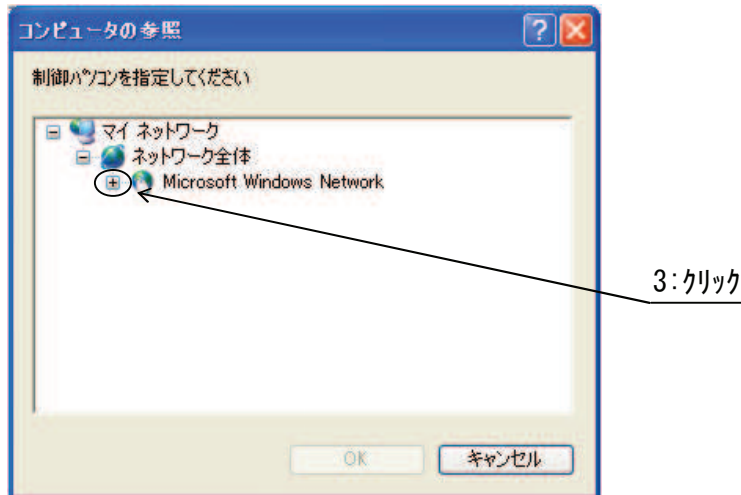 コンピュータの参照
制御パソコンを指定してください
マイ ネットワーク
ネットワーク全体
Microsoft Windows Network
3:クリック
OK
キャンセル